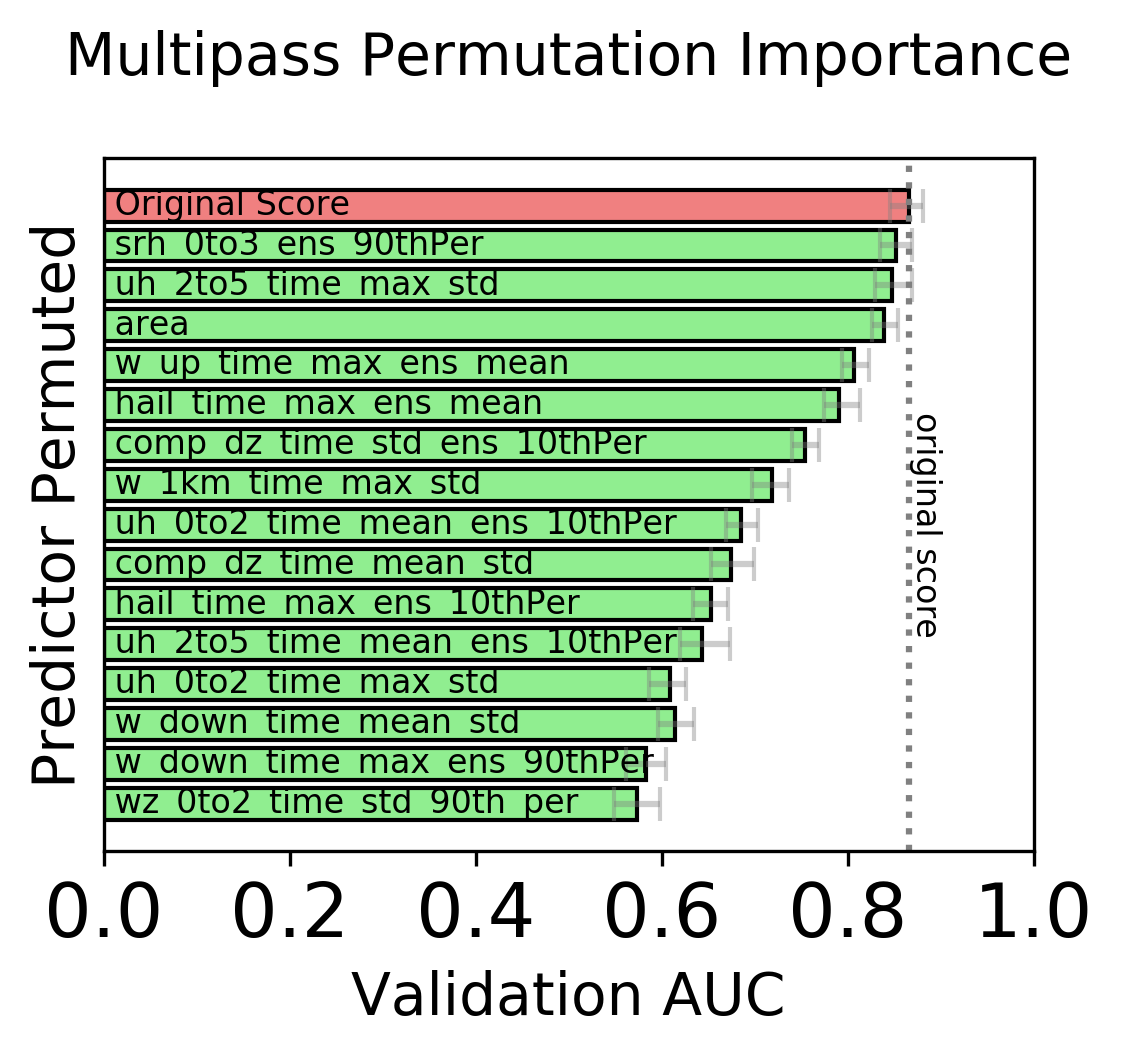 Multipass Permutation Importance
Predictor Permuted
Original Score
srh_0to3_ens_90thPer
uh_2to5_time_max_std
area
w_up_time_max_ens_mean
hail_time_max_ens_mean
comp_dz_time_std_ens_10thPer
w_1km_time_max_std
uh_0to2_time_mean_ens_10thPer
comp_dz_time_mean_std
hail_time_max_ens_10thPer
uh_2to5_time_mean_ens_10thPer
uh_0to2_time_max_std
w_down_time_mean_std
w_down_time_max_ens_90thPer
wz_0to2_time_std_90th_per
original score
0.0 0.2 0.4 0.6 0.8 1.0
Validation AUC